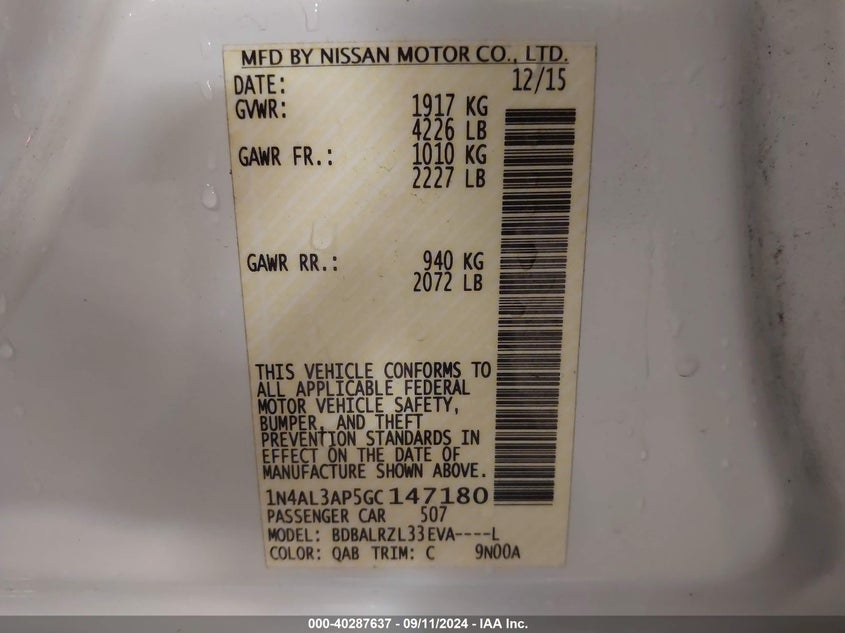 MFD BY NISSAN MOTOR CO., LTD.
DATE: 12/15
GVWR: 1917 KG
4226 LB
GAWR FR.: 1010 KG
2227 LB
GAWR RR.: 940 KG
2072 LB
THIS VEHICLE CONFORMS TO
ALL APPLICABLE FEDERAL
MOTOR VEHICLE SAFETY,
BUMPER, AND THEFT
PREVENTION STANDARDS IN
EFFECT ON THE DATE OF
MANUFACTURE SHOWN ABOVE.
1N4AL3AP5GC147180
PASSENGER CAR 507
MODEL: BDBALRZL33EVA----L
COLOR: QAB TRIM: C 9N00A
000-40287637 - 09/11/2024 - IAA Inc.